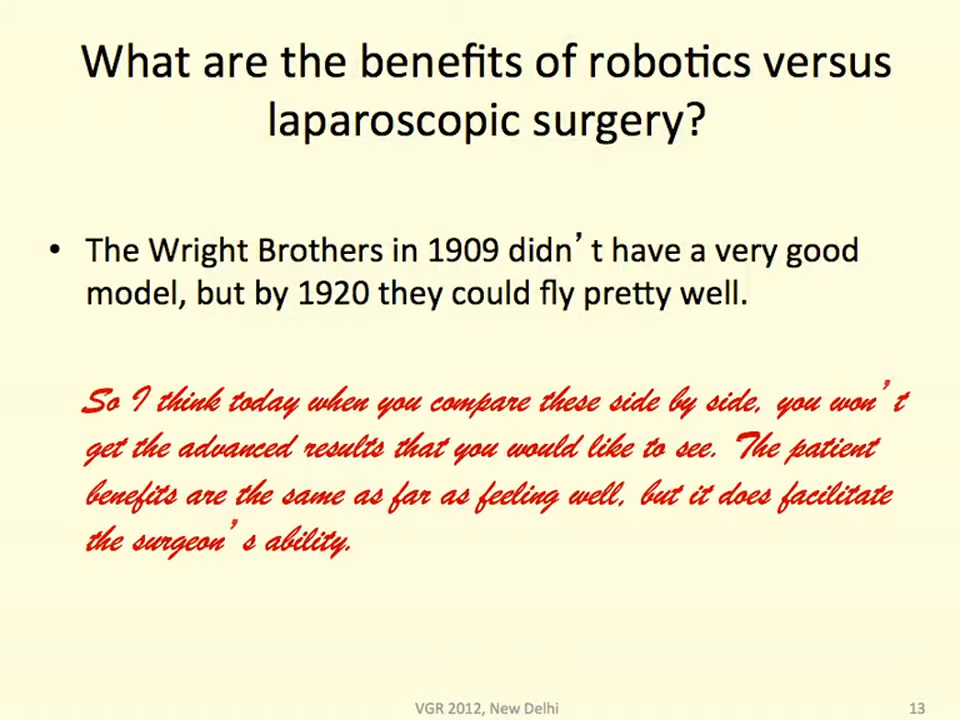 What are the benefits of robotics versus
laparoscopic surgery?
• The Wright Brothers in 1909 didn’t have a very good
model, but by 1920 they could fly pretty well.
So I think today when you compare these side by side, you won’t
get the advanced results that you would like to see. The patient
benefits are the same as far as feeling well, but it does facilitate
the surgeon’s ability.
VGR 2012, New Delhi
13